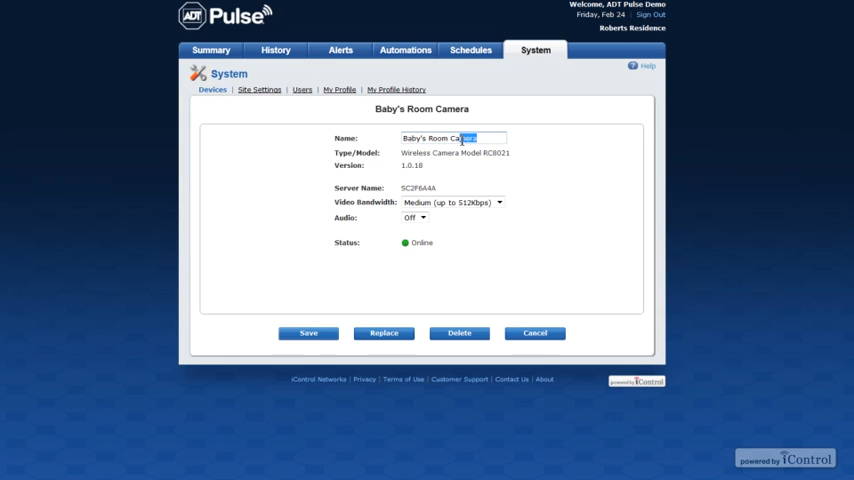 Welcome, ADT Pulse Demo
Friday, Feb 24 | Sign Out
Roberts Residence
ADT Pulse
Summary History Alerts Automations Schedules System
System
? Help
Devices | Site Settings | Users | My Profile | My Profile History
Baby's Room Camera
Name: Baby's Room Camera
Type/Model: Wireless Camera Model RC8021
Version: 1.0.18
Server Name: SC2F6A4A
Video Bandwidth: Medium (up to 512Kbps)
Audio: Off
Status: Online
Save Replace Delete Cancel
iControl Networks | Privacy | Terms of Use | Customer Support | Contact Us | About
powered by iControl
powered by iControl